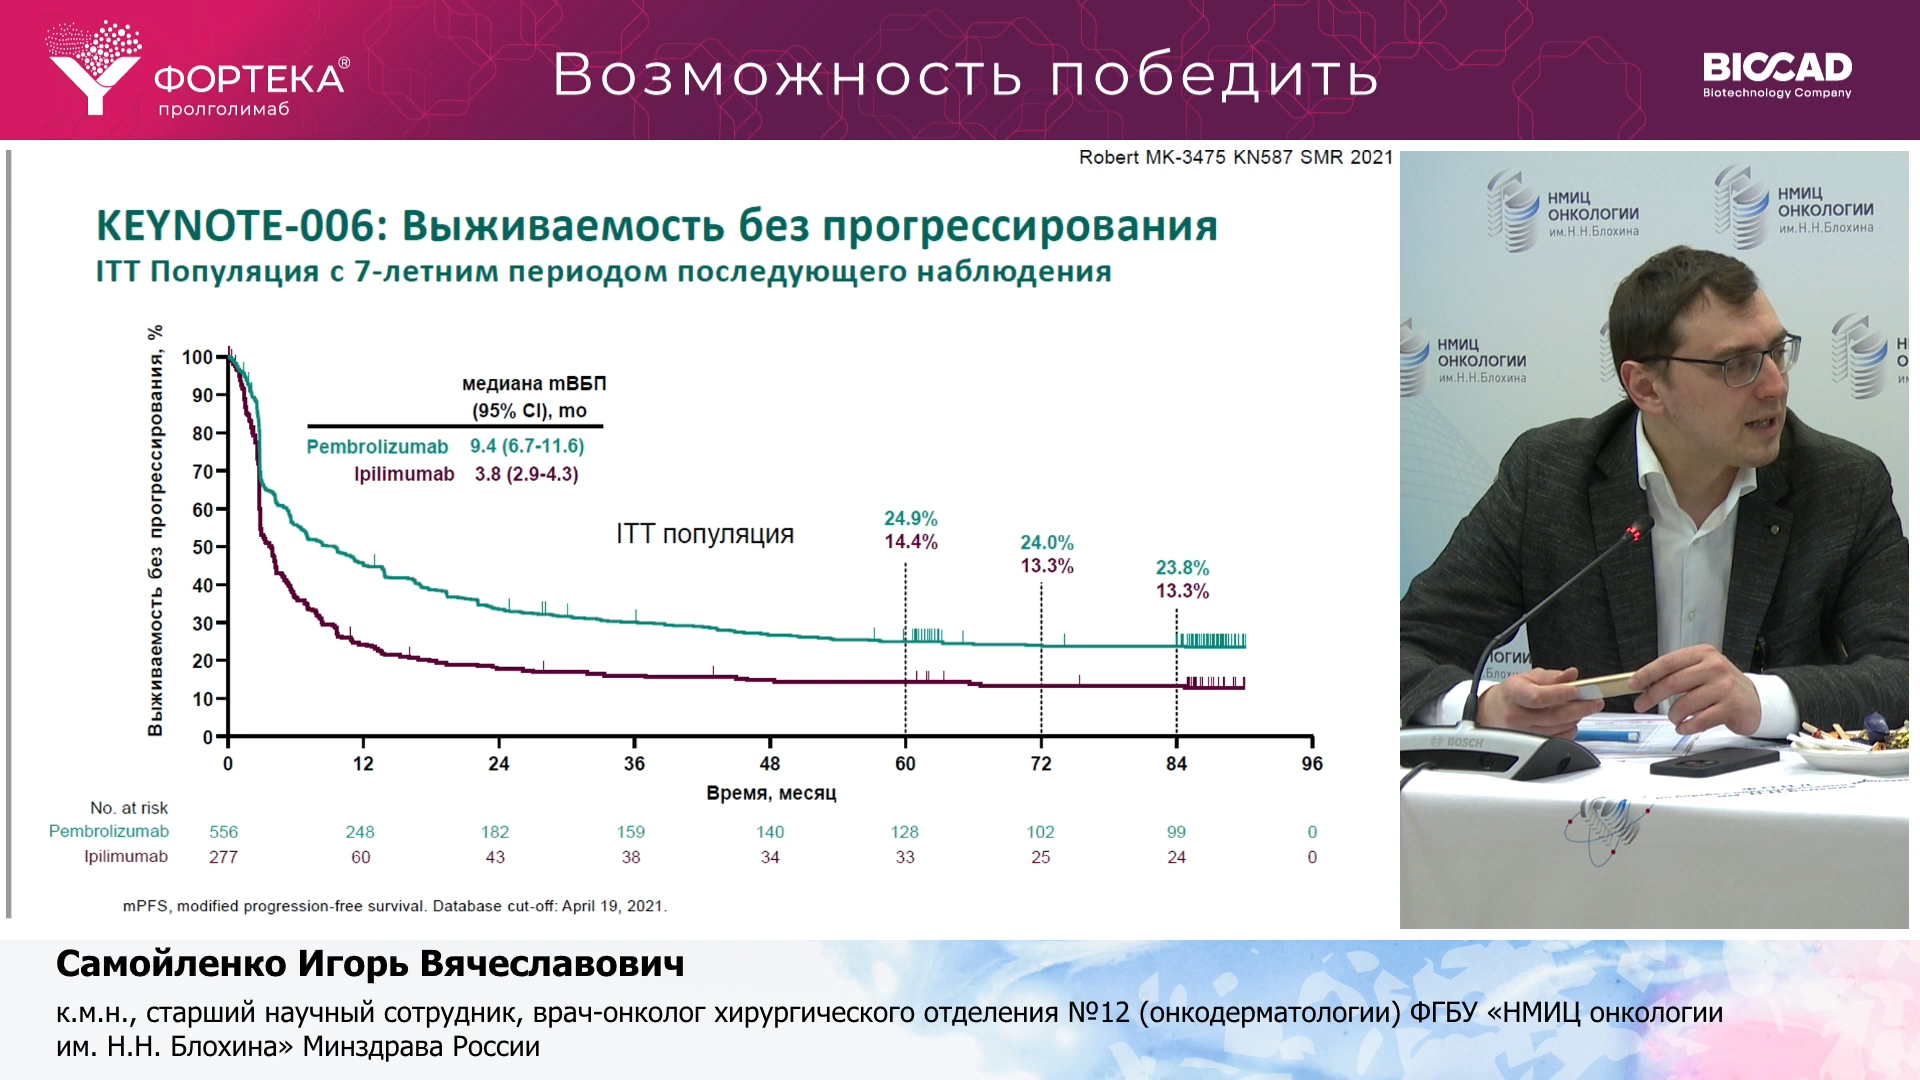 ФОРТЕКА®
пролголимаб
Возможность победить
BIOCAD
Biotechnology Company
Robert MK-3475 KN587 SMR 2021
KEYNOTE-006: Выживаемость без прогрессирования
ITT Популяция с 7-летним периодом последующего наблюдения
Выживаемость без прогрессирования, %
100
90
80
70
60
50
40
30
20
10
0
медиана mВБП
(95% CI), mo
Pembrolizumab 9.4 (6.7-11.6)
Ipilimumab 3.8 (2.9-4.3)
ITT популяция
24.9%
14.4%
24.0%
13.3%
23.8%
13.3%
0 12 24 36 48 60 72 84 96
Время, месяц
No. at risk
Pembrolizumab 556 248 182 159 140 128 102 99 0
Ipilimumab 277 60 43 38 34 33 25 24 0
mPFS, modified progression-free survival. Database cut-off: April 19, 2021.
НМИЦ
ОНКОЛОГИИ
им.Н.Н.Блохина
НМИЦ
ОНКОЛОГИИ
им.Н.Н.Блохина
НМИЦ
ОНКОЛОГИИ
им.Н.Н.Блохина
BOSCH
Самойленко Игорь Вячеславович
к.м.н., старший научный сотрудник, врач-онколог хирургического отделения №12 (онкодерматологии) ФГБУ «НМИЦ онкологии
им. Н.Н. Блохина» Минздрава России